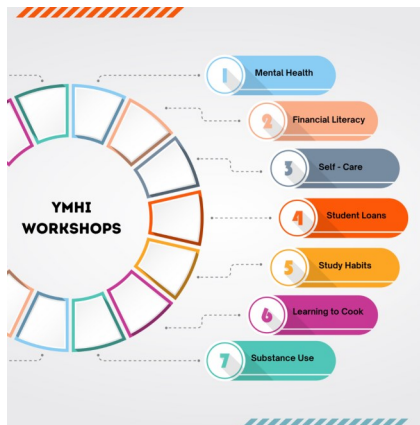 YMHI
WORKSHOPS
1 Mental Health
2 Financial Literacy
3 Self - Care
4 Student Loans
5 Study Habits
6 Learning to Cook
7 Substance Use